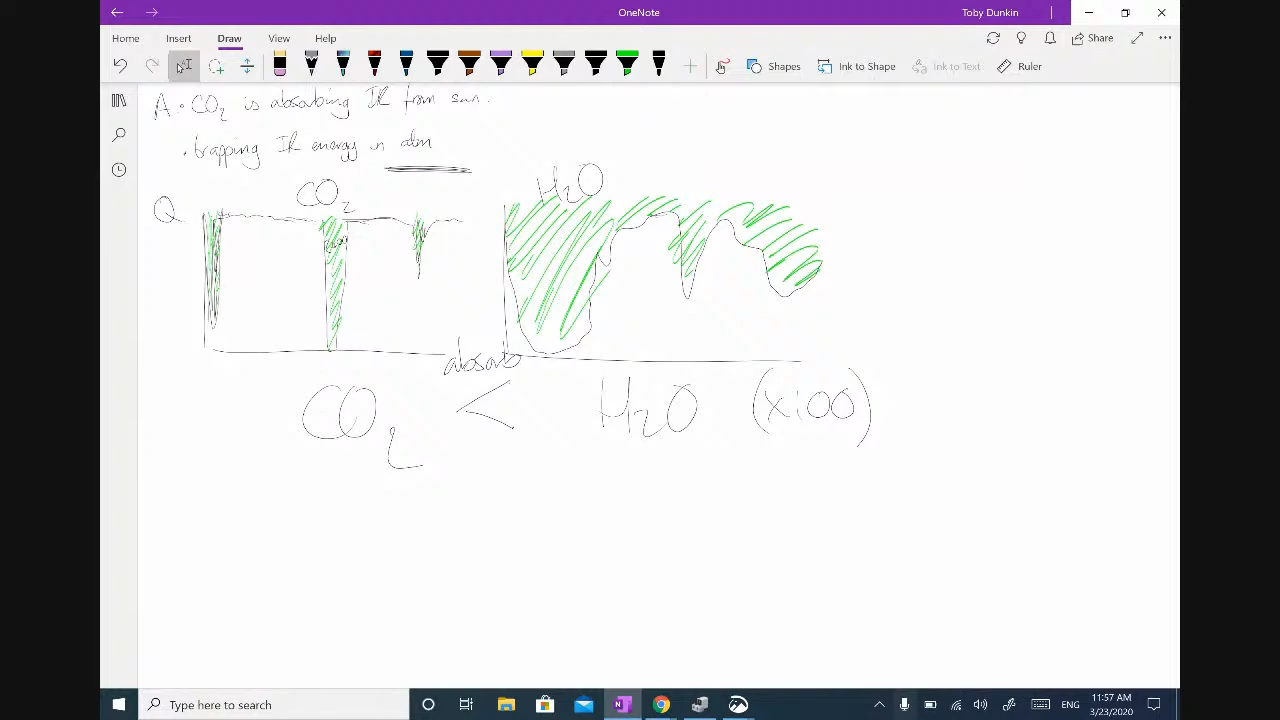 OneNote
Toby Dunkin
Home Insert Draw View Help
Share
Shapes Ink to Shape Ink to Text Ruler
A. CO2 is absorbing IR from sun.
. trapping IR energy in atm
CO2 H2O
Q
absorb
CO2 < H2O (x100)
Type here to search
ENG
11:57 AM
3/23/2020